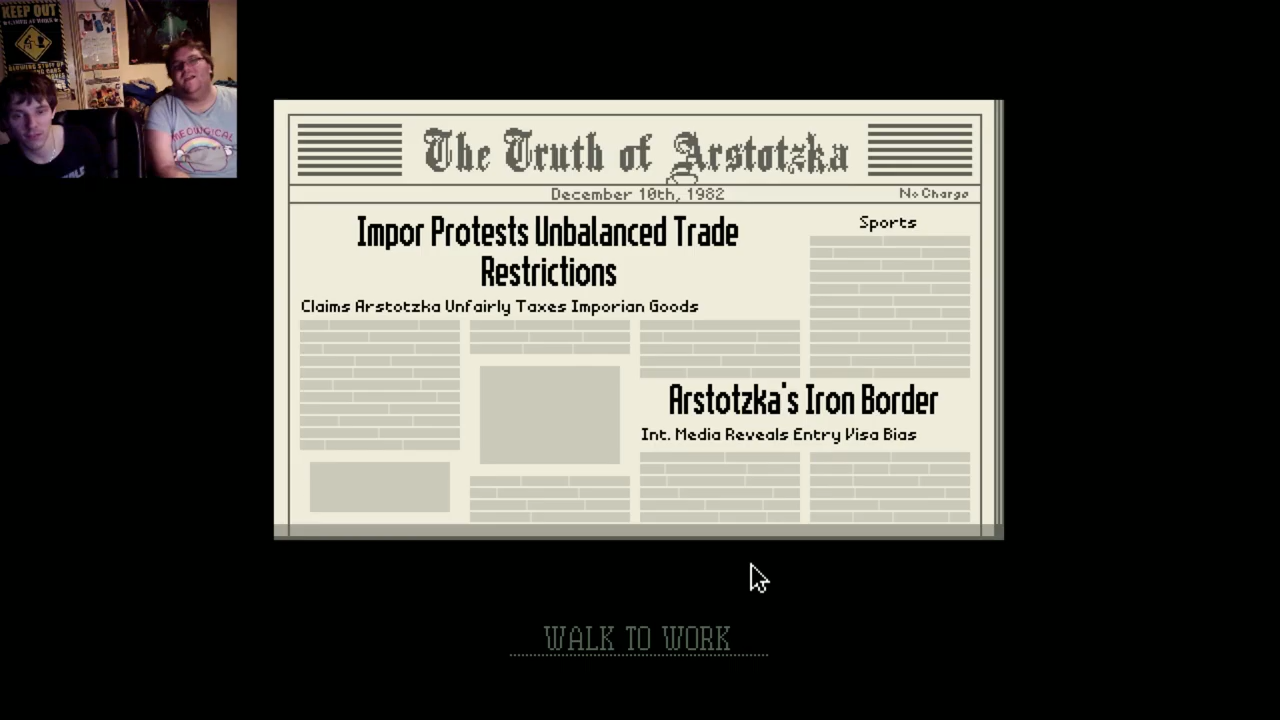 KEEP OUT
MEOWGICAL
The Truth of Arstotzka
December 10th, 1982
No Charge
Impor Protests Unbalanced Trade
Restrictions
Claims Arstotzka Unfairly Taxes Imporian Goods
Sports
Arstotzka's Iron Border
Int. Media Reveals Entry Visa Bias
WALK TO WORK